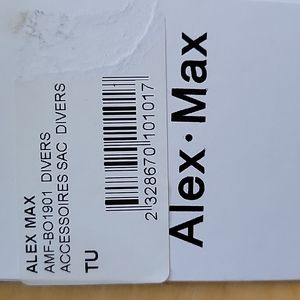 ALEX MAX
AMF-BO1901 DIVERS
ACCESSOIRES SAC DIVERS
TU
2328670101017
Alex·Max